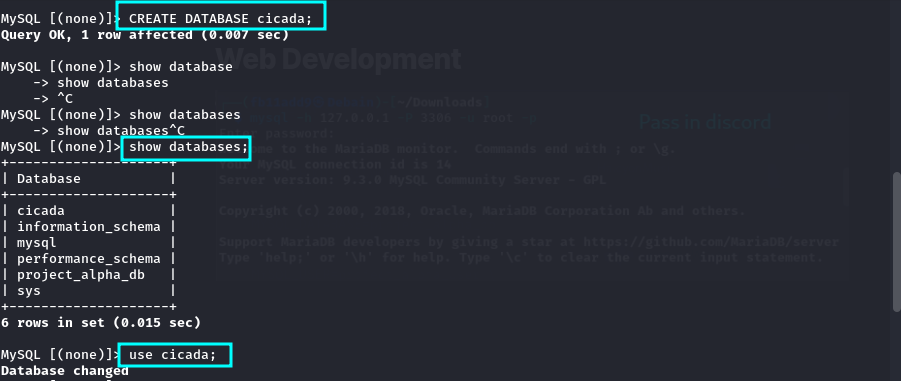 MySQL [(none)]> CREATE DATABASE cicada;
Query OK, 1 row affected (0.007 sec)
Web Development
MySQL [(none)]> show database
    -> show databases
    -> ^C
MySQL [(none)]> show databases
    -> show databases^C
MySQL [(none)]> show databases;
+--------------------+
| Database           |
+--------------------+
| cicada             |
| information_schema |
| mysql              |
| performance_schema |
| project_alpha_db   |
| sys                |
+--------------------+
6 rows in set (0.015 sec)
MySQL [(none)]> use cicada;
Database changed
~/Downloads
127.0.0.1 3306 root
Pass in discord
password:
to the MariaDB monitor.  Commands end with ; or \g.
MySQL connection id is 14
Server version: 9.3.0 MySQL Community Server - GPL
Copyright (c) 2000, 2018, Oracle, MariaDB Corporation Ab and others.
Support MariaDB developers by giving a star at https://github.com/MariaDB/server
Type 'help;' or '\h' for help. Type '\c' to clear the current input statement.